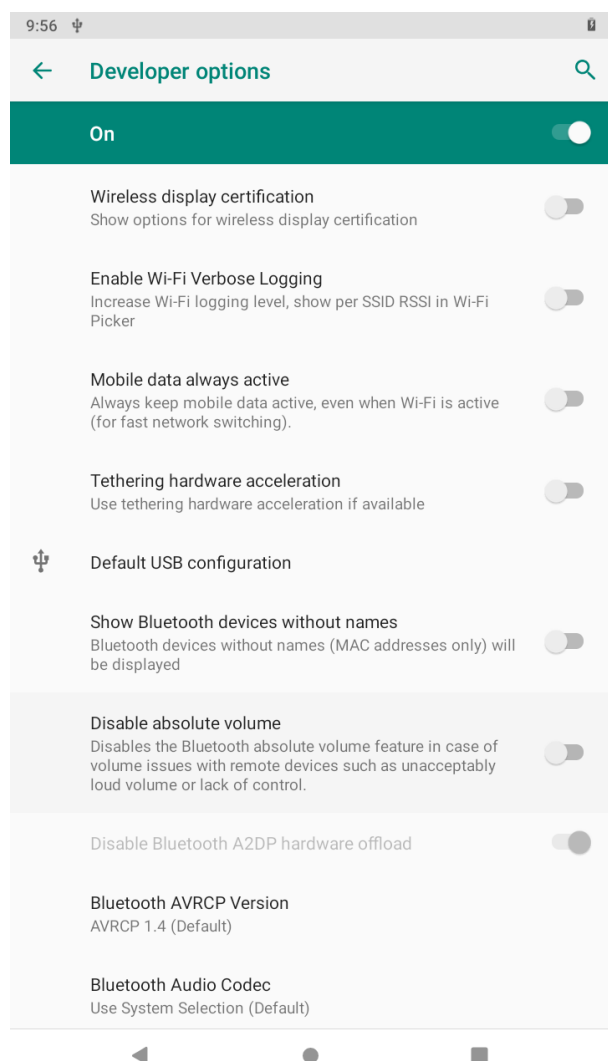 9:56
Developer options
On
Wireless display certification
Show options for wireless display certification
Enable Wi-Fi Verbose Logging
Increase Wi-Fi logging level, show per SSID RSSI in Wi-Fi
Picker
Mobile data always active
Always keep mobile data active, even when Wi-Fi is active
(for fast network switching).
Tethering hardware acceleration
Use tethering hardware acceleration if available
Default USB configuration
Show Bluetooth devices without names
Bluetooth devices without names (MAC addresses only) will
be displayed
Disable absolute volume
Disables the Bluetooth absolute volume feature in case of
volume issues with remote devices such as unacceptably
loud volume or lack of control.
Disable Bluetooth A2DP hardware offload
Bluetooth AVRCP Version
AVRCP 1.4 (Default)
Bluetooth Audio Codec
Use System Selection (Default)